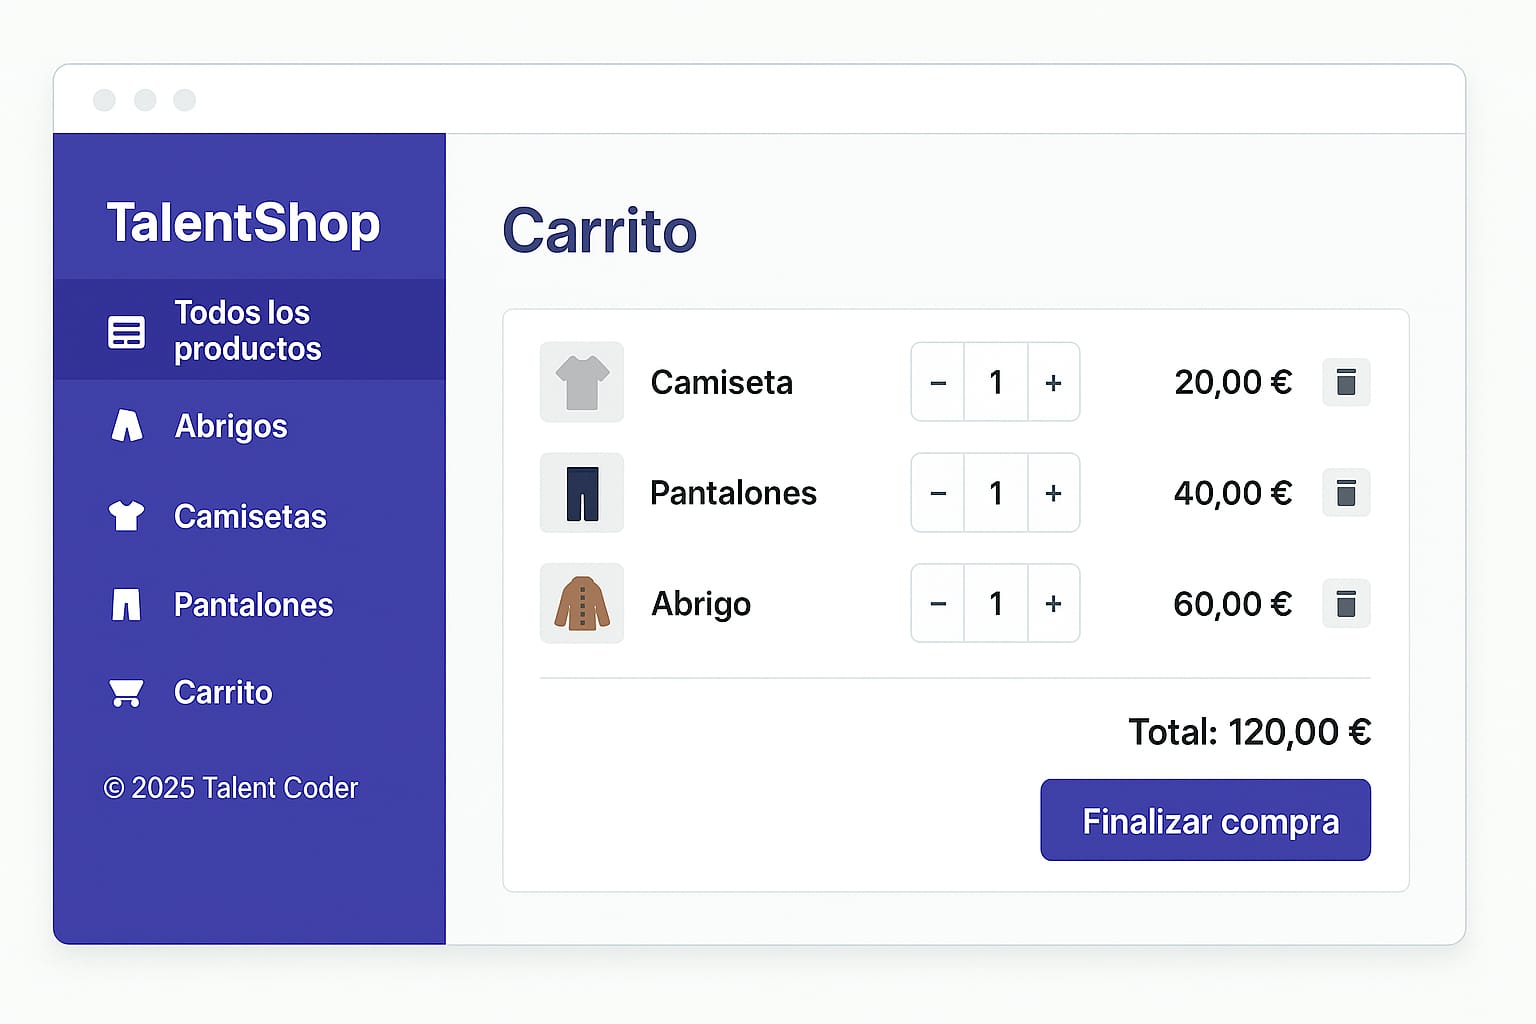 TalentShop
Todos los
productos
Abrigos
Camisetas
Pantalones
Carrito
© 2025 Talent Coder
Carrito
Camiseta − 1 + 20,00 €
Pantalones − 1 + 40,00 €
Abrigo − 1 + 60,00 €
Total: 120,00 €
Finalizar compra